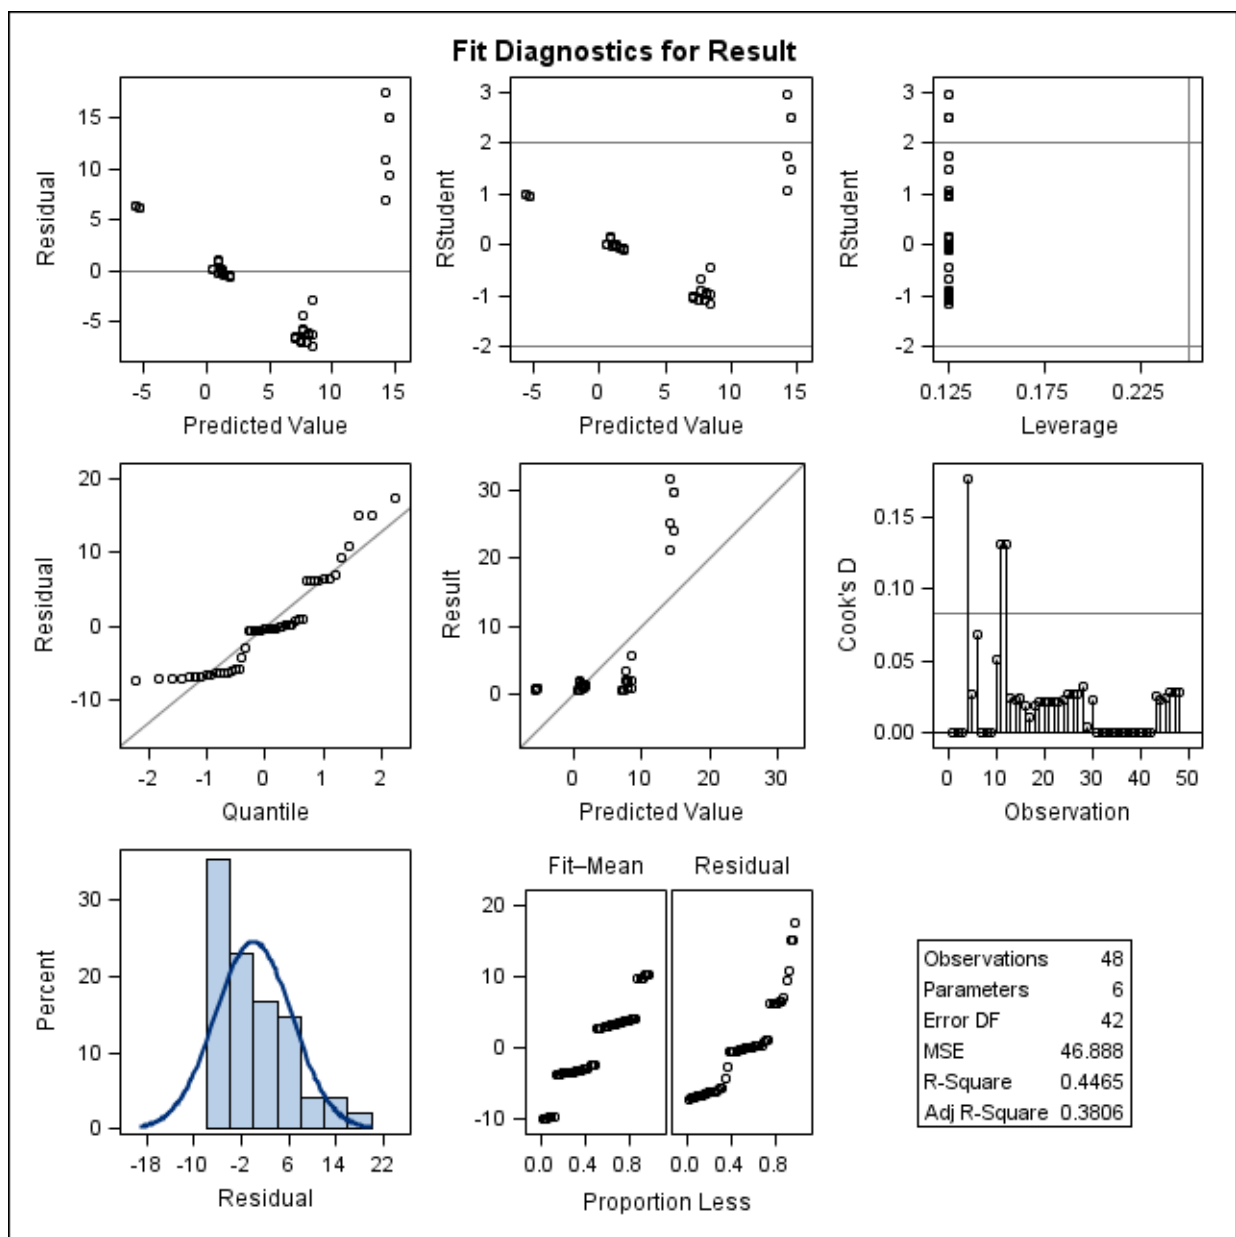 Fit Diagnostics for Result
15
10
5
0
-5
Residual
-5 0 5 10 15
Predicted Value
3
2
1
0
-1
-2
RStudent
-5 0 5 10 15
Predicted Value
3
2
1
0
-1
-2
RStudent
0.125 0.175 0.225
Leverage
20
10
0
-10
Residual
-2 -1 0 1 2
Quantile
30
20
10
0
Result
0 10 20 30
Predicted Value
0.15
0.10
0.05
0.00
Cook's D
0 10 20 30 40 50
Observation
30
20
10
0
Percent
-18 -10 -2 6 14 22
Residual
Fit–Mean Residual
20
10
0
-10
0.0 0.4 0.8 0.0 0.4 0.8
Proportion Less
Observations 48
Parameters 6
Error DF 42
MSE 46.888
R-Square 0.4465
Adj R-Square 0.3806